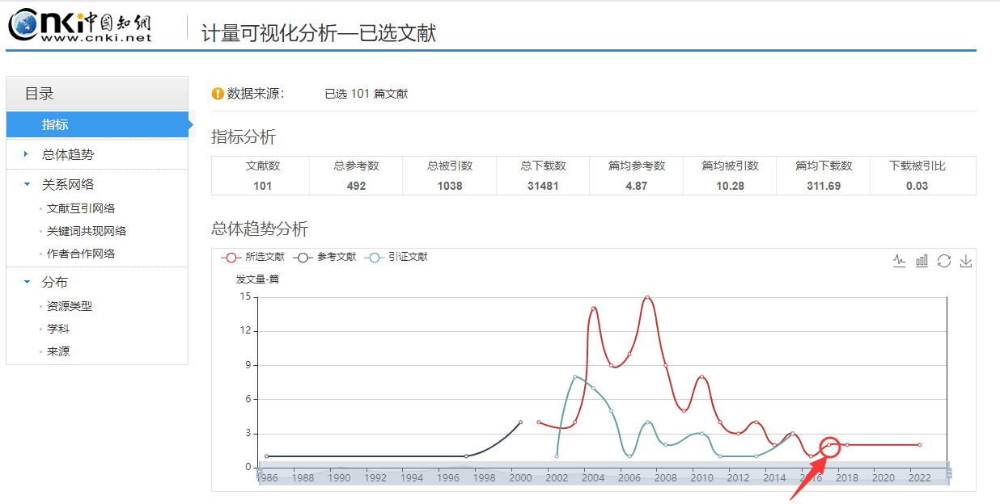 cnki中国知網
www.cnki.net
计量可视化分析—已选文献
目录
指标
总体趋势
关系网络
文献互引网络
关键词共现网络
作者合作网络
分布
资源类型
学科
来源
数据来源： 已选 101 篇文献
指标分析
文献数 总参考数 总被引数 总下载数 篇均参考数 篇均被引数 篇均下载数 下载被引比
101 492 1038 31481 4.87 10.28 311.69 0.03
总体趋势分析
所选文献 参考文献 引证文献
发文量-篇
15
12
9
6
3
0
1986 1988 1990 1992 1994 1996 1998 2000 2002 2004 2006 2008 2010 2012 2014 2016 2018 2020 2022